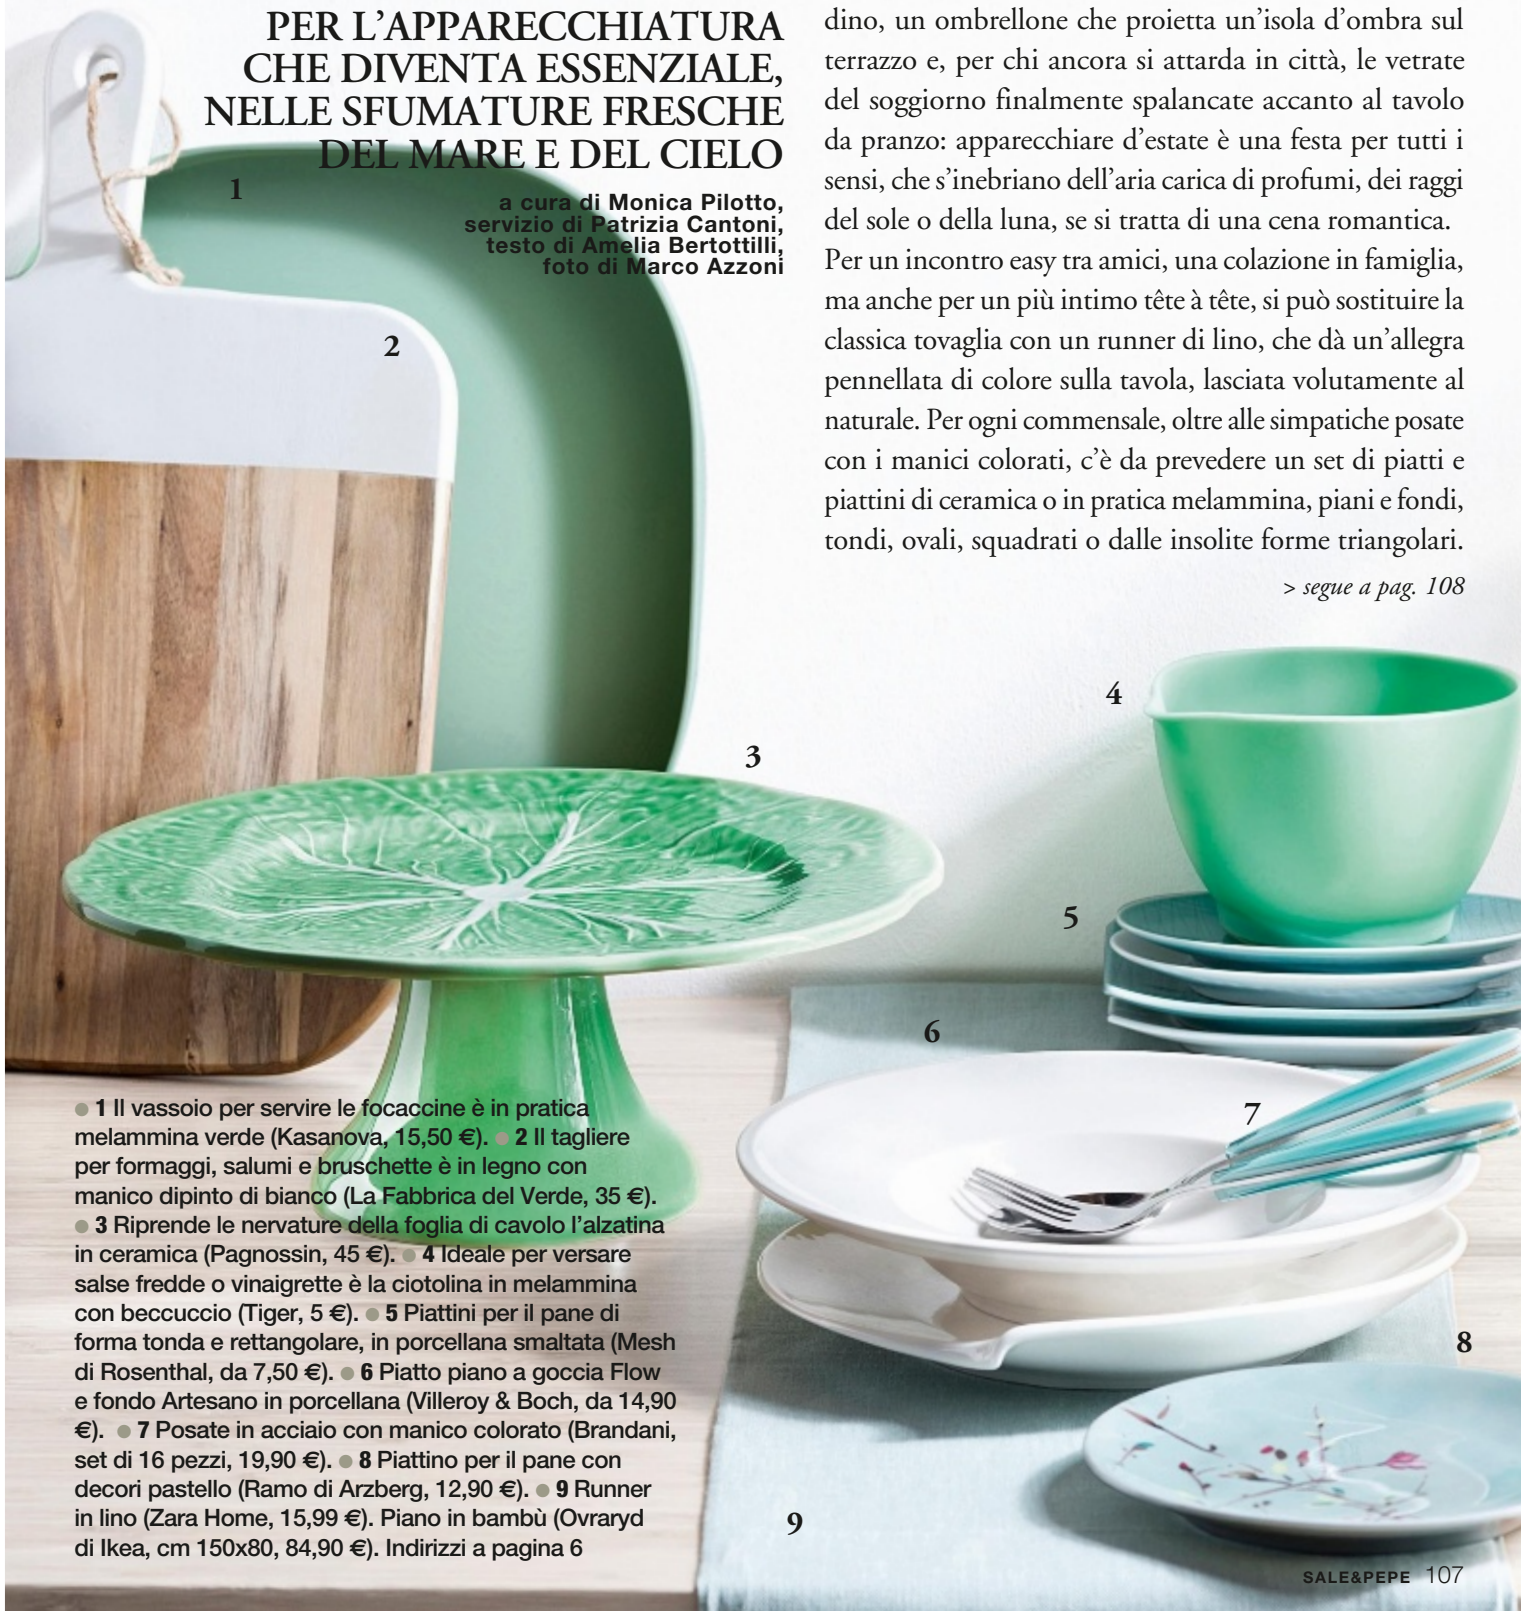 PER L'APPARECCHIATURA
CHE DIVENTA ESSENZIALE,
NELLE SFUMATURE FRESCHE
DEL MARE E DEL CIELO
a cura di Monica Pilotto,
servizio di Patrizia Cantoni,
testo di Amelia Bertottilli,
foto di Marco Azzoni
dino, un ombrellone che proietta un'isola d'ombra sul
terrazzo e, per chi ancora si attarda in città, le vetrate
del soggiorno finalmente spalancate accanto al tavolo
da pranzo: apparecchiare d'estate è una festa per tutti i
sensi, che s'inebriano dell'aria carica di profumi, dei raggi
del sole o della luna, se si tratta di una cena romantica.
Per un incontro easy tra amici, una colazione in famiglia,
ma anche per un più intimo tête à tête, si può sostituire la
classica tovaglia con un runner di lino, che dà un'allegra
pennellata di colore sulla tavola, lasciata volutamente al
naturale. Per ogni commensale, oltre alle simpatiche posate
con i manici colorati, c'è da prevedere un set di piatti e
piattini di ceramica o in pratica melammina, piani e fondi,
tondi, ovali, squadrati o dalle insolite forme triangolari.
> segue a pag. 108
1
2
3
4
5
6
7
8
9
● 1 Il vassoio per servire le focaccine è in pratica
melammina verde (Kasanova, 15,50 €). ● 2 Il tagliere
per formaggi, salumi e bruschette è in legno con
manico dipinto di bianco (La Fabbrica del Verde, 35 €).
● 3 Riprende le nervature della foglia di cavolo l'alzatina
in ceramica (Pagnossin, 45 €). ● 4 Ideale per versare
salse fredde o vinaigrette è la ciotolina in melammina
con beccuccio (Tiger, 5 €). ● 5 Piattini per il pane di
forma tonda e rettangolare, in porcellana smaltata (Mesh
di Rosenthal, da 7,50 €). ● 6 Piatto piano a goccia Flow
e fondo Artesano in porcellana (Villeroy & Boch, da 14,90
€). ● 7 Posate in acciaio con manico colorato (Brandani,
set di 16 pezzi, 19,90 €). ● 8 Piattino per il pane con
decori pastello (Ramo di Arzberg, 12,90 €). ● 9 Runner
in lino (Zara Home, 15,99 €). Piano in bambù (Ovraryd
di Ikea, cm 150x80, 84,90 €). Indirizzi a pagina 6
SALE&PEPE 107